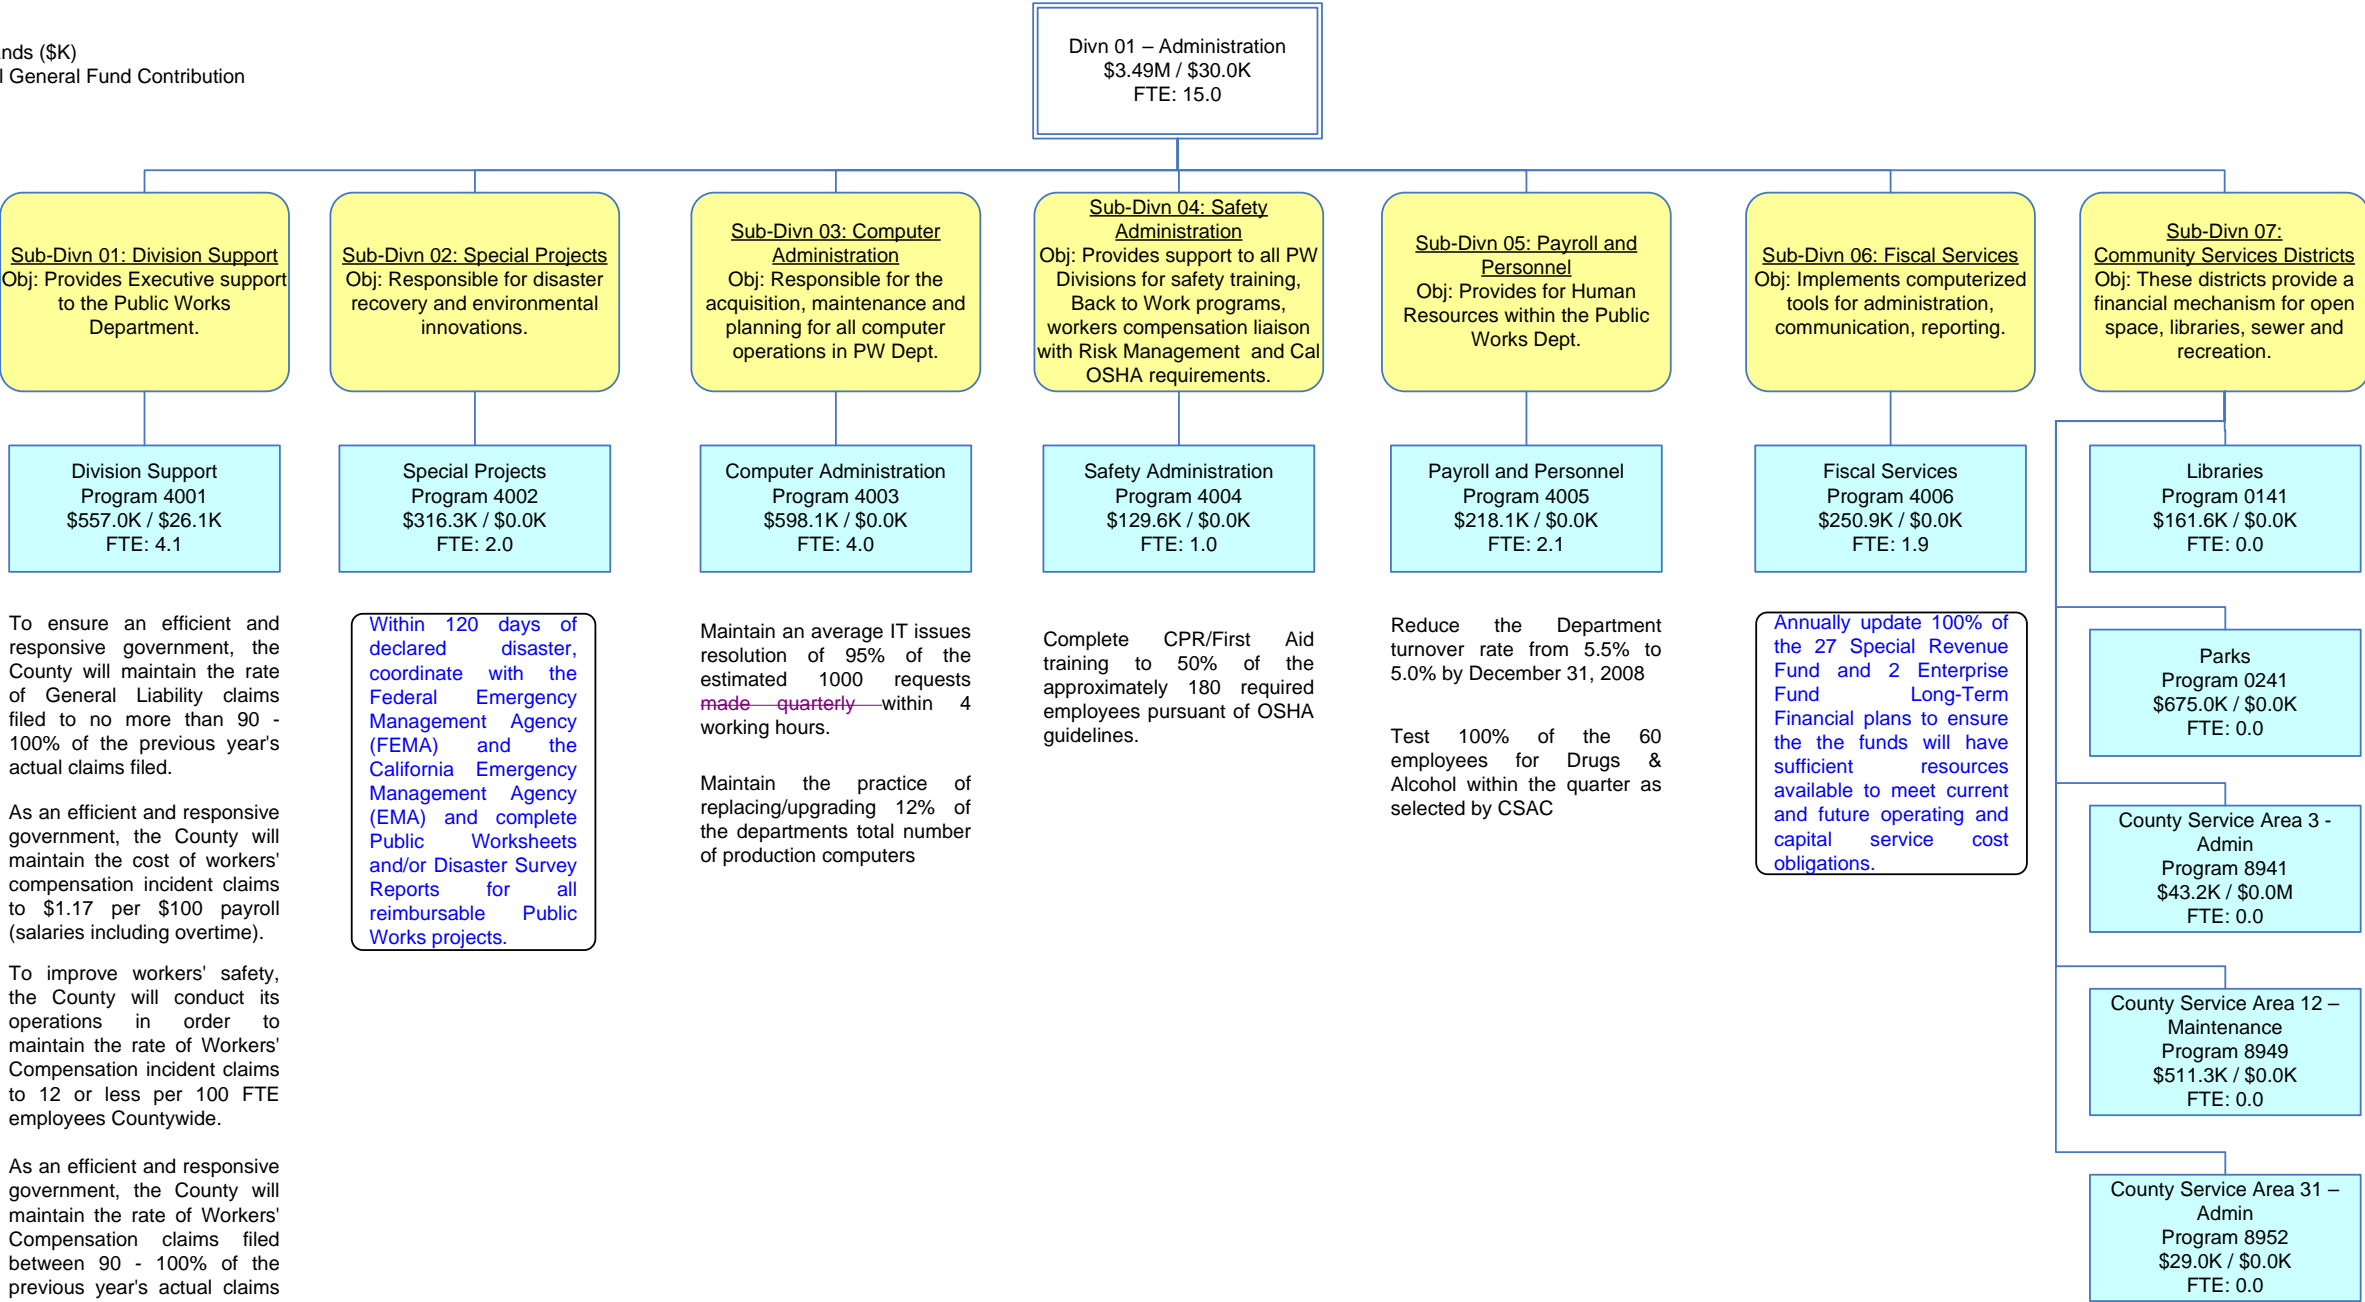 nds ($K)
l General Fund Contribution
Divn 01 – Administration
$3.49M / $30.0K
FTE: 15.0
Sub-Divn 01: Division Support
Obj: Provides Executive support
to the Public Works
Department.
Sub-Divn 02: Special Projects
Obj: Responsible for disaster
recovery and environmental
innovations.
Sub-Divn 03: Computer
Administration
Obj: Responsible for the
acquisition, maintenance and
planning for all computer
operations in PW Dept.
Sub-Divn 04: Safety
Administration
Obj: Provides support to all PW
Divisions for safety training,
Back to Work programs,
workers compensation liaison
with Risk Management and Cal
OSHA requirements.
Sub-Divn 05: Payroll and
Personnel
Obj: Provides for Human
Resources within the Public
Works Dept.
Sub-Divn 06: Fiscal Services
Obj: Implements computerized
tools for administration,
communication, reporting.
Sub-Divn 07:
Community Services Districts
Obj: These districts provide a
financial mechanism for open
space, libraries, sewer and
recreation.
Division Support
Program 4001
$557.0K / $26.1K
FTE: 4.1
Special Projects
Program 4002
$316.3K / $0.0K
FTE: 2.0
Computer Administration
Program 4003
$598.1K / $0.0K
FTE: 4.0
Safety Administration
Program 4004
$129.6K / $0.0K
FTE: 1.0
Payroll and Personnel
Program 4005
$218.1K / $0.0K
FTE: 2.1
Fiscal Services
Program 4006
$250.9K / $0.0K
FTE: 1.9
Libraries
Program 0141
$161.6K / $0.0K
FTE: 0.0
To ensure an efficient and
responsive government, the
County will maintain the rate
of General Liability claims
filed to no more than 90 -
100% of the previous year's
actual claims filed.
As an efficient and responsive
government, the County will
maintain the cost of workers'
compensation incident claims
to $1.17 per $100 payroll
(salaries including overtime).
To improve workers' safety,
the County will conduct its
operations in order to
maintain the rate of Workers'
Compensation incident claims
to 12 or less per 100 FTE
employees Countywide.
As an efficient and responsive
government, the County will
maintain the rate of Workers'
Compensation claims filed
between 90 - 100% of the
previous year's actual claims
Within 120 days of
declared disaster,
coordinate with the
Federal Emergency
Management Agency
(FEMA) and the
California Emergency
Management Agency
(EMA) and complete
Public Worksheets
and/or Disaster Survey
Reports for all
reimbursable Public
Works projects.
Maintain an average IT issues
resolution of 95% of the
estimated 1000 requests
made quarterly within 4
working hours.
Maintain the practice of
replacing/upgrading 12% of
the departments total number
of production computers
Complete CPR/First Aid
training to 50% of the
approximately 180 required
employees pursuant of OSHA
guidelines.
Reduce the Department
turnover rate from 5.5% to
5.0% by December 31, 2008
Test 100% of the 60
employees for Drugs &
Alcohol within the quarter as
selected by CSAC
Annually update 100% of
the 27 Special Revenue
Fund and 2 Enterprise
Fund Long-Term
Financial plans to ensure
the the funds will have
sufficient resources
available to meet current
and future operating and
capital service cost
obligations.
Parks
Program 0241
$675.0K / $0.0K
FTE: 0.0
County Service Area 3 -
Admin
Program 8941
$43.2K / $0.0M
FTE: 0.0
County Service Area 12 –
Maintenance
Program 8949
$511.3K / $0.0K
FTE: 0.0
County Service Area 31 –
Admin
Program 8952
$29.0K / $0.0K
FTE: 0.0